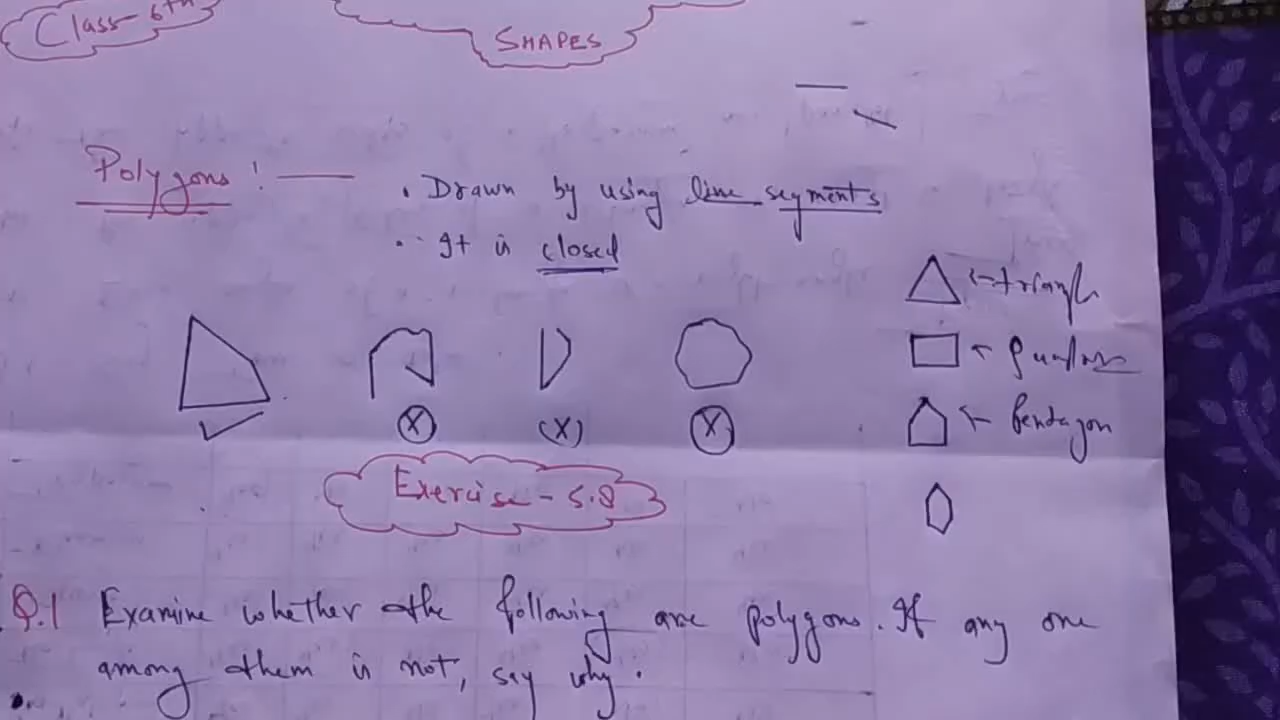 Class-6th
SHAPES
Polygons :
. Drawn by using line segments
. It is closed
triangle
Pentagon
Exercise - 5.8
Q.1 Examine whether the following are polygons. If any one
among them is not, say why.